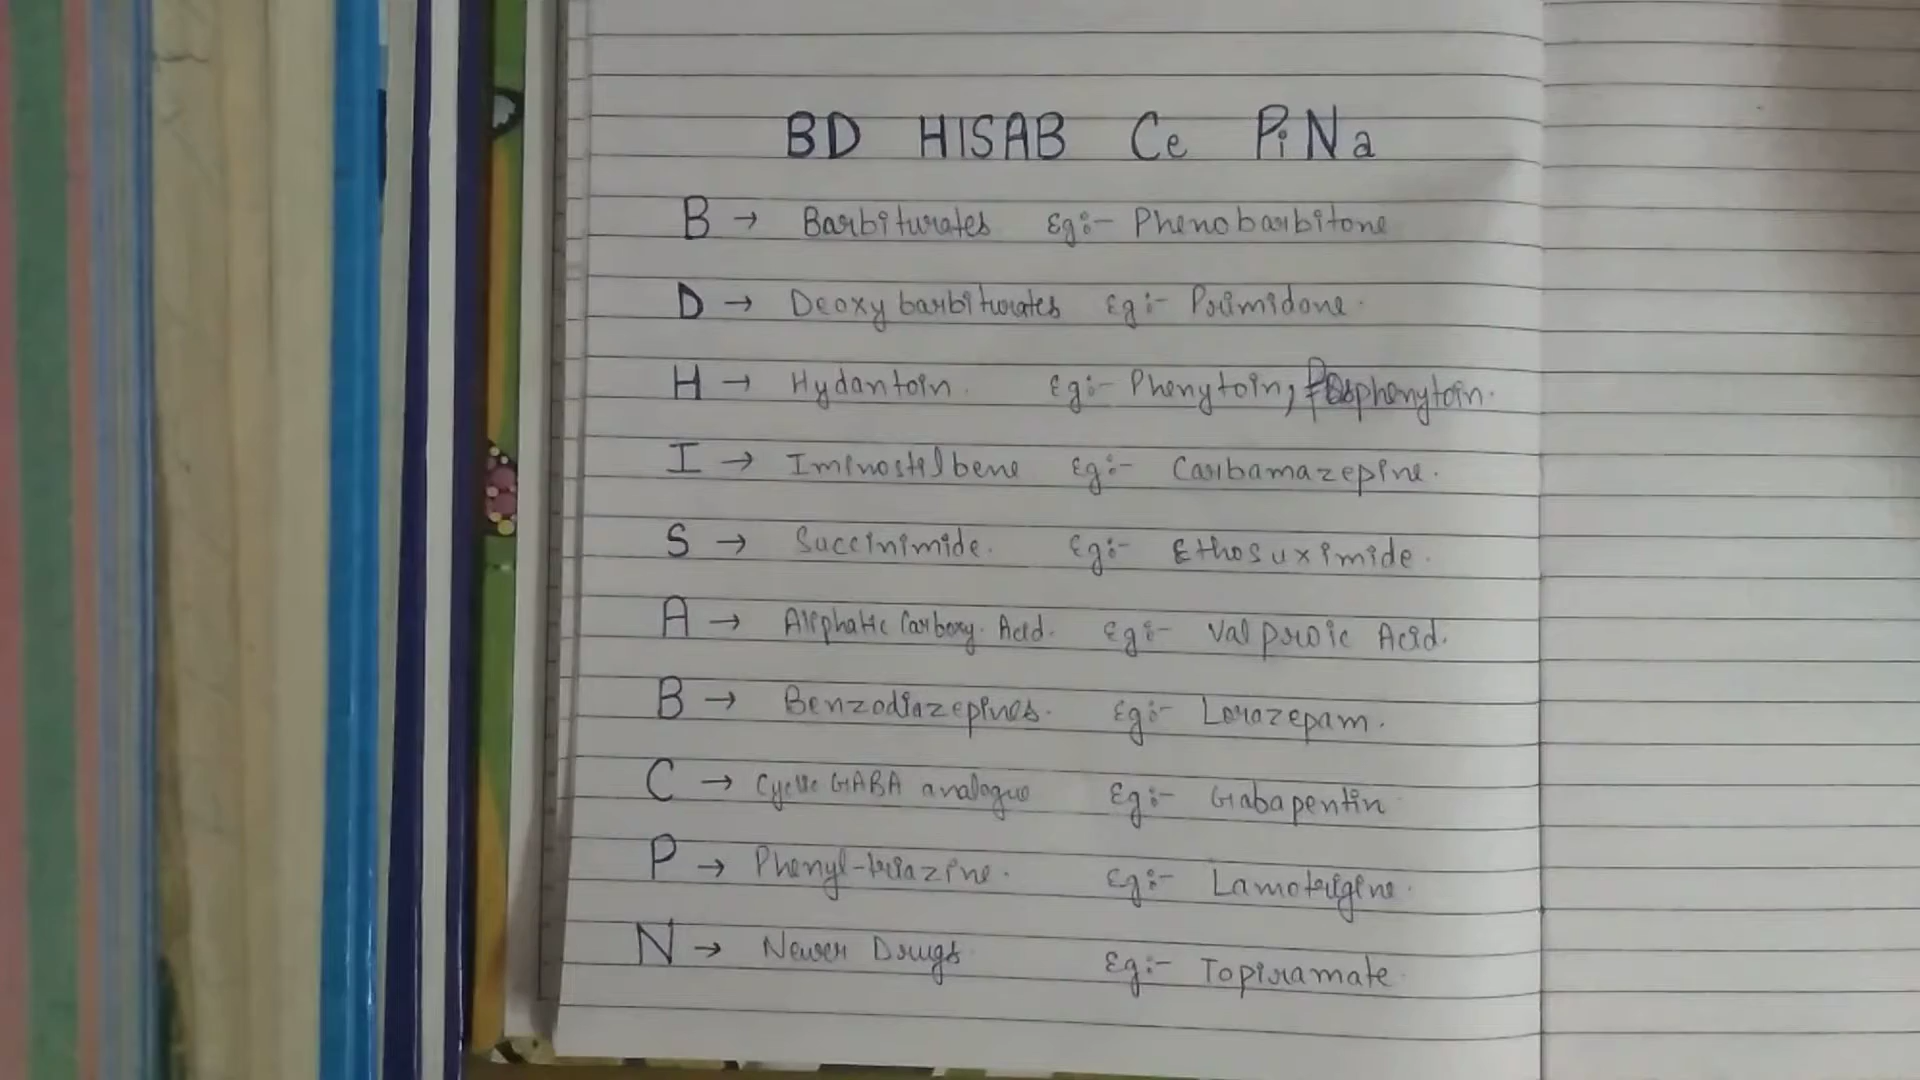 BD HISAB Ce PiNa
B → Barbiturates Eg:- Phenobarbitone
D → Deoxybarbiturates Eg:- Primidone.
H → Hydantoin. Eg:- Phenytoin, Fosphenytoin.
I → Iminostilbene Eg:- Carbamazepine.
S → Succinimide. Eg:- Ethosuximide.
A → Aliphatic Carboxy. Acid. Eg:- Valproic Acid.
B → Benzodiazepines. Eg:- Lorazepam.
C → Cyclic GABA analogue Eg:- Gabapentin
P → Phenyl-triazine. Eg:- Lamotrigine.
N → Newer Drugs. Eg:- Topiramate.